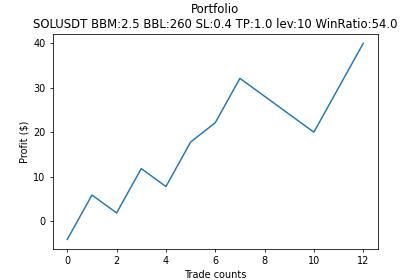 Portfolio
SOLUSDT BBM:2.5 BBL:260 SL:0.4 TP:1.0 lev:10 WinRatio:54.0
40
30
20
10
0
Profit ($)
0 2 4 6 8 10 12
Trade counts